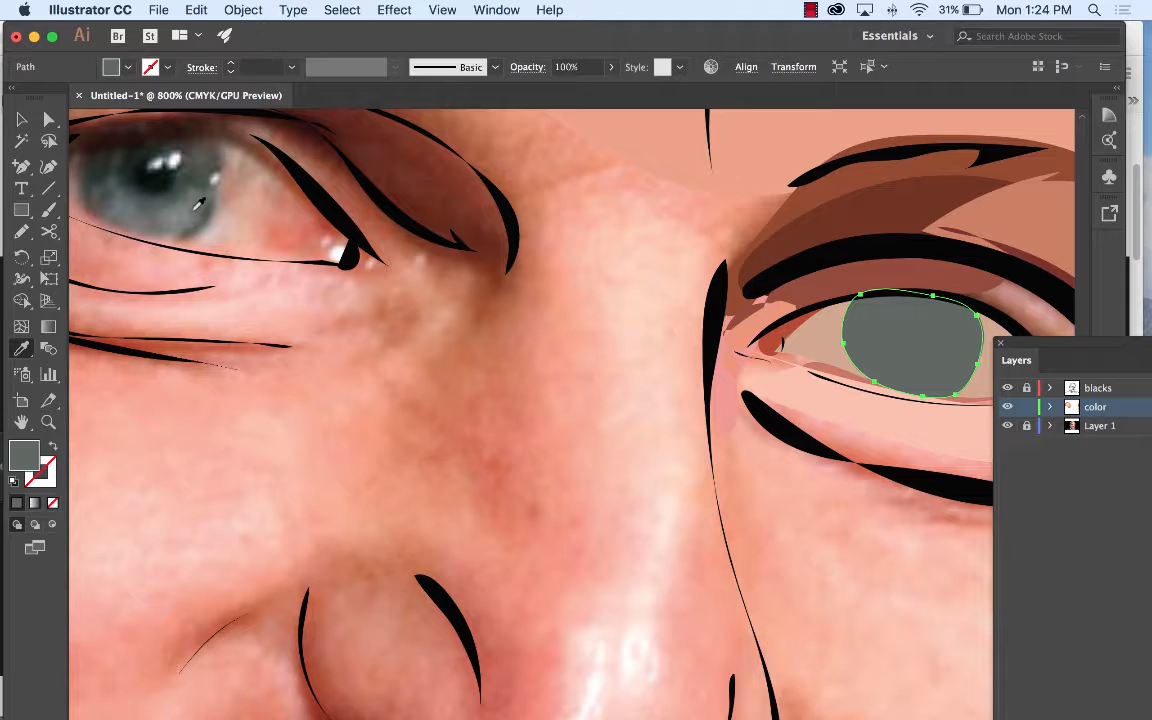 Illustrator CC File Edit Object Type Select Effect View Window Help 31% Mon 1:24 PM
Ai Br St Essentials Search Adobe Stock
Path Stroke: Basic Opacity: 100% Style: Align Transform
× Untitled-1* @ 800% (CMYK/GPU Preview)
Layers
blacks
color
Layer 1